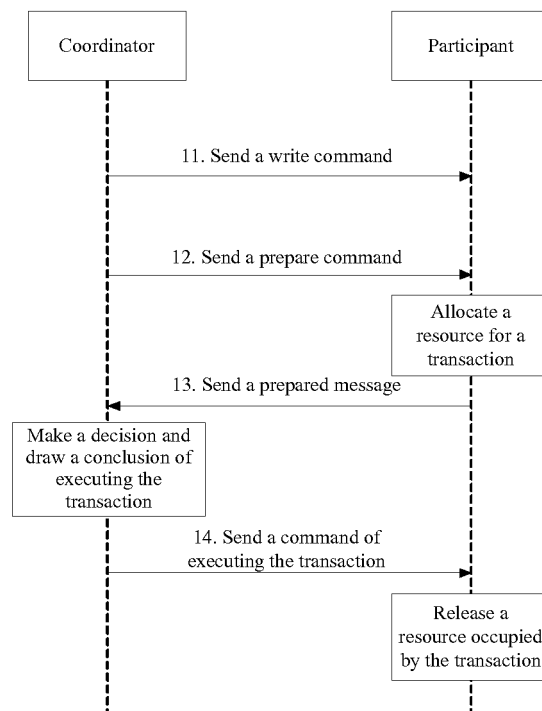 Coordinator
Participant
11. Send a write command
12. Send a prepare command
Allocate a
resource for a
transaction
13. Send a prepared message
Make a decision and
draw a conclusion of
executing the
transaction
14. Send a command of
executing the transaction
Release a
resource occupied
by the transaction